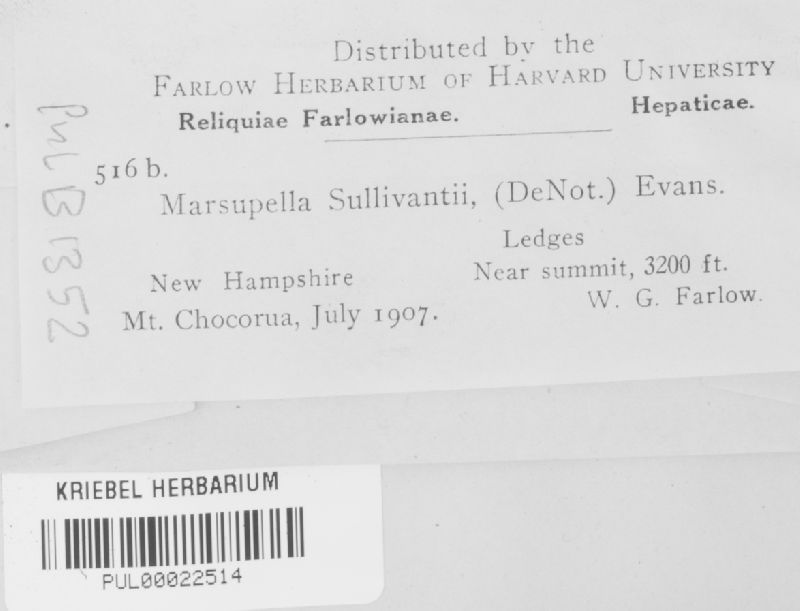 Distributed by the
FARLOW HERBARIUM OF HARVARD UNIVERSITY
Reliquiae Farlowianae. Hepaticae.
516 b.
Marsupella Sullivantii, (DeNot.) Evans.
Ledges
New Hampshire Near summit, 3200 ft.
Mt. Chocorua, July 1907. W. G. Farlow.
PUL B 1352
KRIEBEL HERBARIUM
PUL00022514